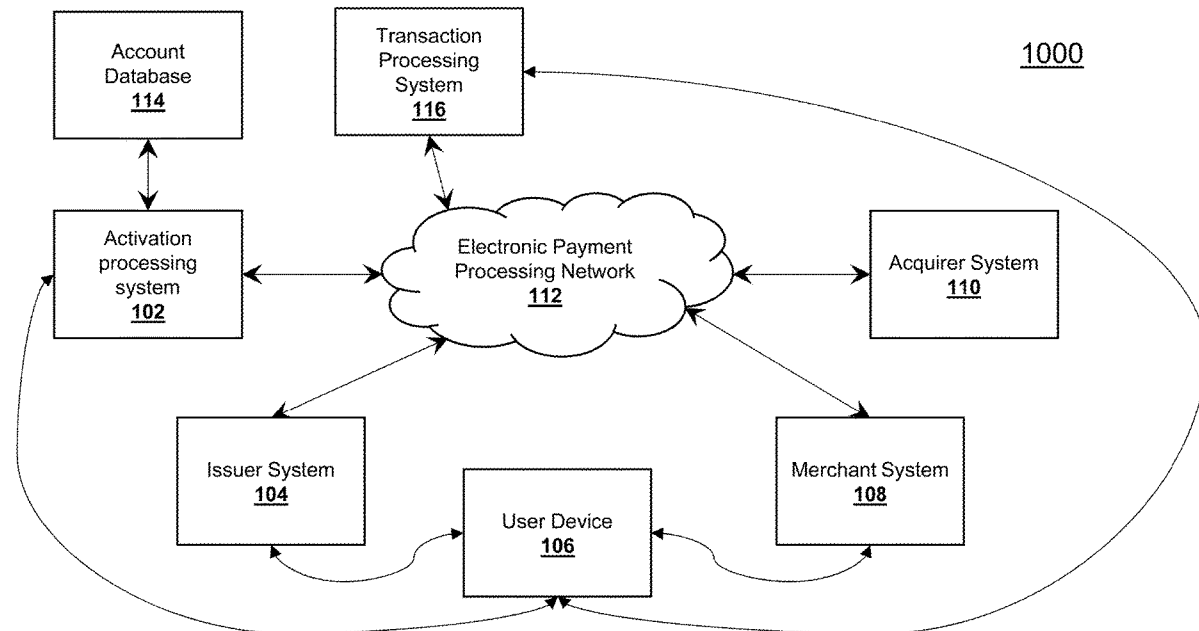 Account
Database
114
Transaction
Processing
System
116
1000
Activation
processing
system
102
Electronic Payment
Processing Network
112
Acquirer System
110
Issuer System
104
User Device
106
Merchant System
108